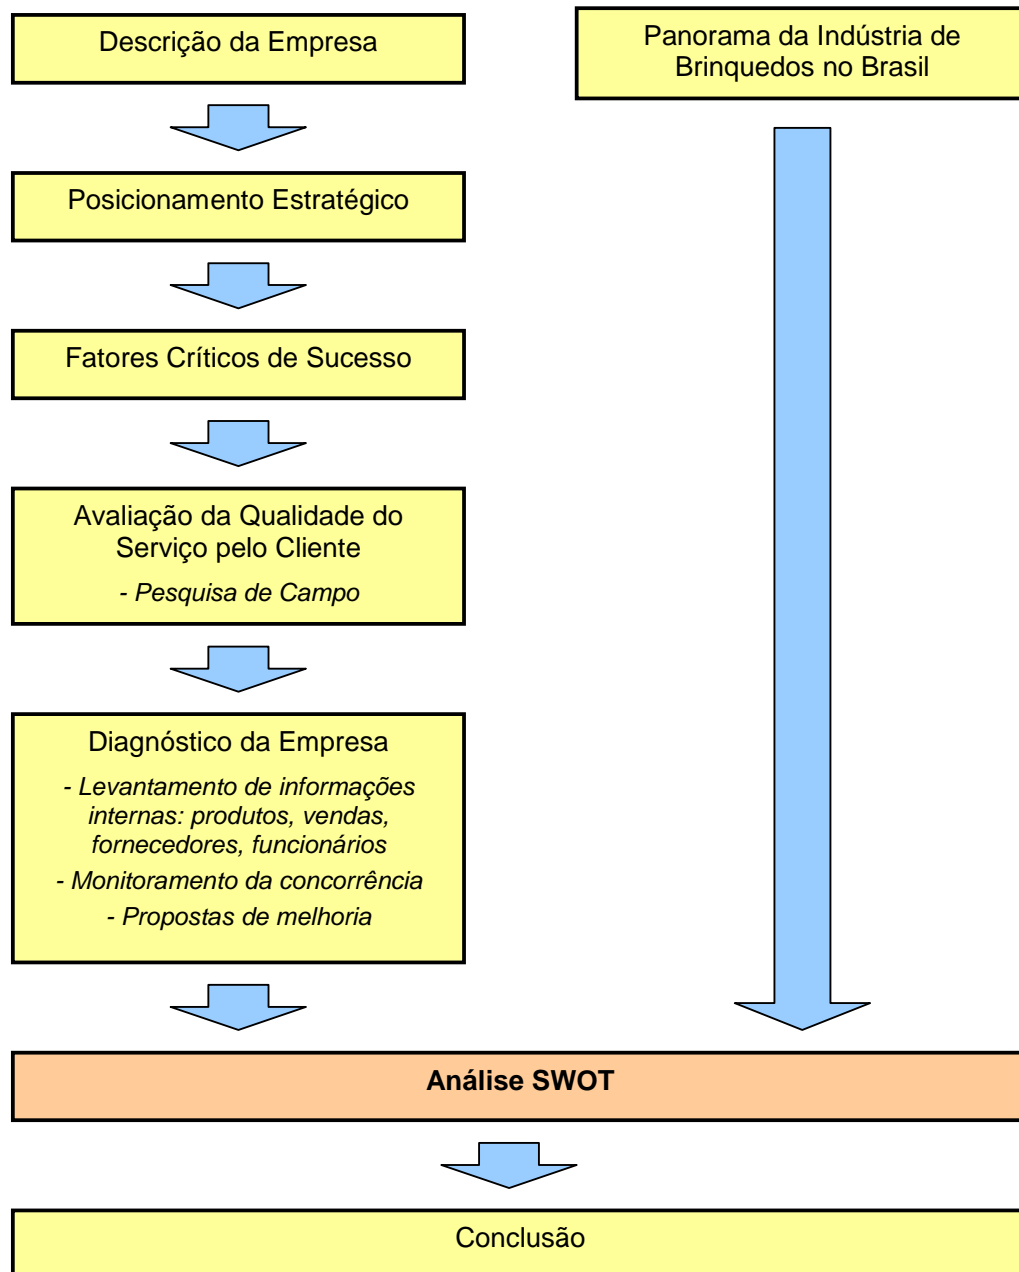 Descrição da Empresa
Panorama da Indústria de
Brinquedos no Brasil
Posicionamento Estratégico
Fatores Críticos de Sucesso
Avaliação da Qualidade do
Serviço pelo Cliente
- Pesquisa de Campo
Diagnóstico da Empresa
- Levantamento de informações
internas: produtos, vendas,
fornecedores, funcionários
- Monitoramento da concorrência
- Propostas de melhoria
Análise SWOT
Conclusão